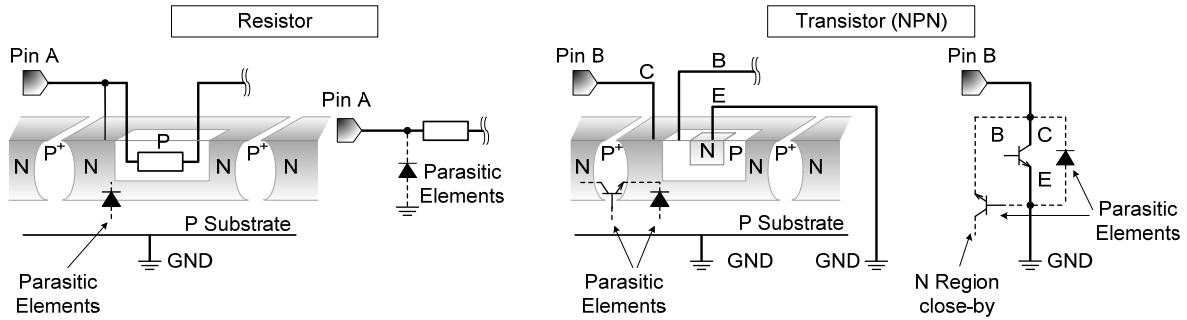 Resistor
Transistor (NPN)
Pin A
Pin B
C
B
E
Pin B
Pin A
N
P+
N
P
P+
N
N
P+
N
N
P
P+
N
N
B
C
E
Parasitic
Elements
P Substrate
GND
Parasitic
Elements
P Substrate
GND
GND
Parasitic
Elements
Parasitic
Elements
GND
N Region
close-by